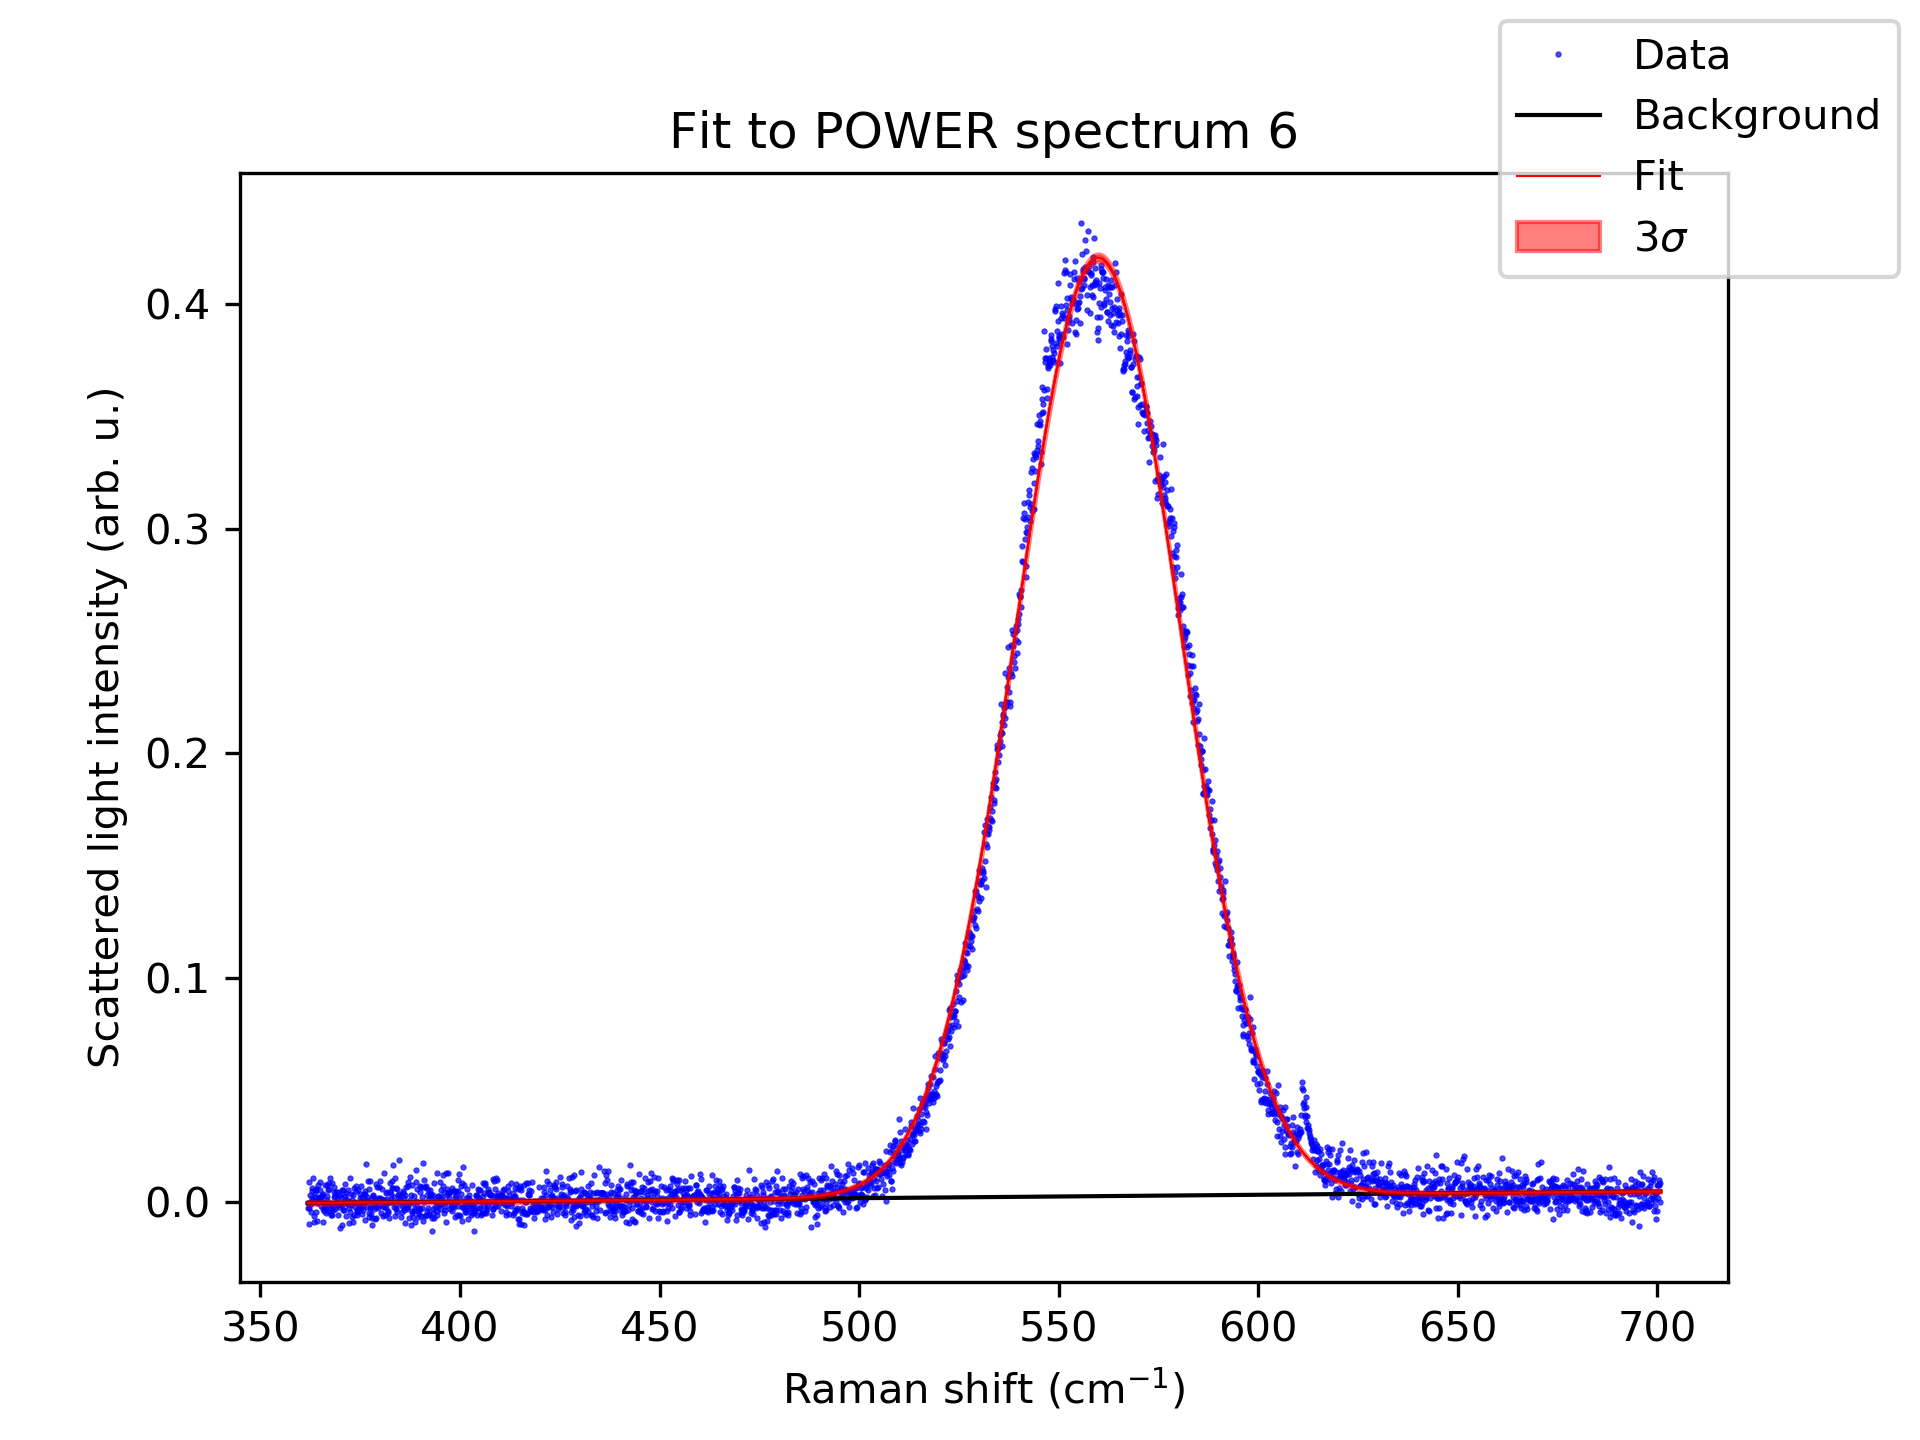 Data
Background
Fit
3σ
Fit to POWER spectrum 6
Scattered light intensity (arb. u.)
0.4
0.3
0.2
0.1
0.0
350 400 450 500 550 600 650 700
Raman shift (cm⁻¹)